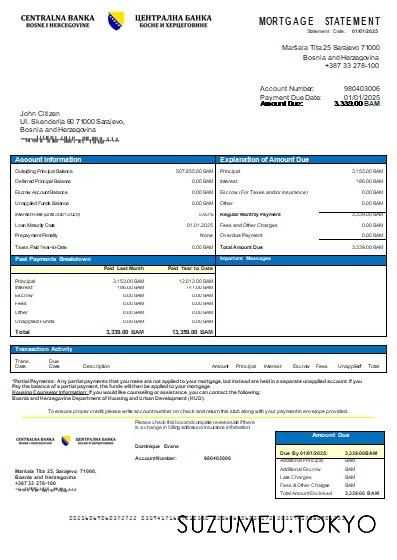 CENTRALNA BANKA
BOSNE I HERCEGOVINE
ЦЕНТРАЛНА БАНКА
БОСНЕ И ХЕРЦЕГОВИНЕ
MORTGAGE STATEMENT
Statement Date: 01/01/2025
Maršala Tita 25 Sarajevo 71000
Bosnia and Herzegovina
+387 33 278-100
Account Number: 980403006
Payment Due Date: 01/01/2025
Amount Due: 3,339.00 BAM
John Citizen
Ul. Skenderija 60 71000 Sarajevo,
Bosnia and Herzegovina
Account Information
Outstanding Principal Balance 507,855.00 BAM
Deferred Principal Balance 0.00 BAM
Escrow Account Balance 0.00 BAM
Unapplied Funds Balance 0.00 BAM
Loan Maturity Date 01.01.2025
Prepayment Penalty None
Taxes Paid Year-to-Date 0.00 BAM
Explanation of Amount Due
Principal 3,153.00 BAM
Interest 186.00 BAM
Escrow (For Taxes and/or Insurance) 0.00 BAM
Other 0.00 BAM
Regular Monthly Payment 3,339.00 BAM
Fees and Other Charges 0.00 BAM
Overdue Payment 0.00 BAM
Total Amount Due 3,339.00 BAM
Past Payments Breakdown
Paid Last Month Paid Year to Date
Principal 3,153.00 BAM 12,612.00 BAM
Interest 186.00 BAM 747.00 BAM
Escrow 0.00 BAM 0.00 BAM
Fees 0.00 BAM 0.00 BAM
Other 0.00 BAM 0.00 BAM
Unapplied Funds 0.00 BAM 0.00 BAM
Total 3,339.00 BAM 13,359.00 BAM
Important Messages
Transaction Activity
Trans. Date Due Date Description Amount Principal Interest Escrow Fees Unapplied* Total
*Partial Payments: Any partial payments that you make are not applied to your mortgage, but instead are held in a separate unapplied account. If you
Pay the balance of a partial payment, the funds will then be applied to your mortgage.
Housing Counselor Information: If you would like counseling or assistance, you can contact the following:
Bosnia and Herzegovina Department of Housing and Urban Development (HUD).
To ensure proper credit, please write account number on check and return this stub along with your payment in envelope provided.
CENTRALNA BANKA
BOSNE I HERCEGOVINE
ЦЕНТРАЛНА БАНКА
БОСНЕ И ХЕРЦЕГОВИНЕ
Please check this box and complete reverse side if there
is a change in billing address or insurance information.
Dominique Evans
Account Number: 980403006
Maršala Tita 25, Sarajevo 71000,
Bosnia and Herzegovina
+387 33 278-100
Amount Due
Due By 01/01/2025: 3,339.00 BAM
Additional Principal BAM
Additional Escrow BAM
Late Charges BAM
Fees & Other Charges BAM
Total Amount Enclosed 3,339.00 BAM
SUZUMEU.TOKYO